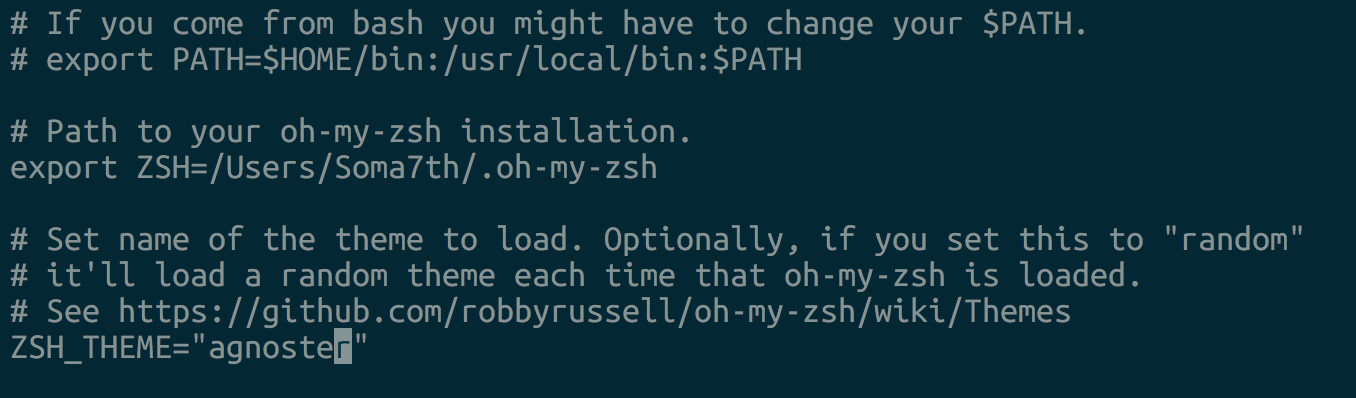 # If you come from bash you might have to change your $PATH.
# export PATH=$HOME/bin:/usr/local/bin:$PATH
# Path to your oh-my-zsh installation.
export ZSH=/Users/Soma7th/.oh-my-zsh
# Set name of the theme to load. Optionally, if you set this to "random"
# it'll load a random theme each time that oh-my-zsh is loaded.
# See https://github.com/robbyrussell/oh-my-zsh/wiki/Themes
ZSH_THEME="agnoster"